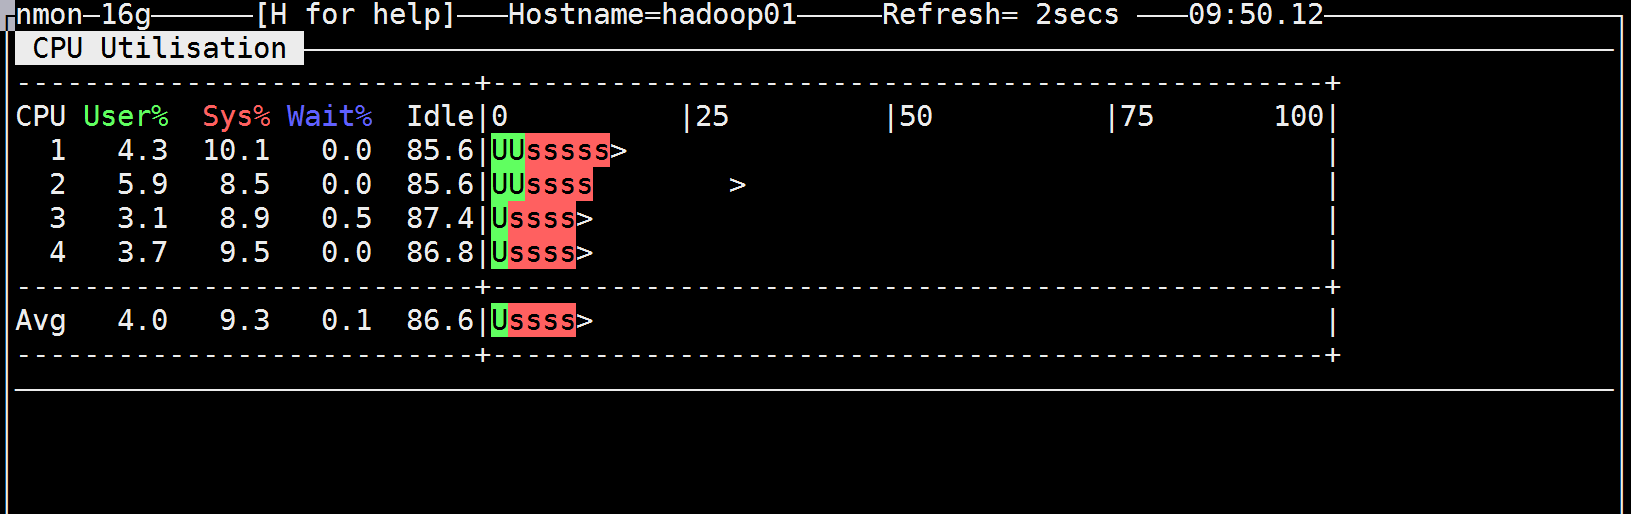 nmon─16g──────[H for help]───Hostname=hadoop01─────Refresh= 2secs ───09:50.12─────────────────
CPU Utilisation
---------------------------+-------------------------------------------------+
CPU User%  Sys% Wait%  Idle|0          |25         |50          |75       100|
  1   4.3  10.1   0.0  85.6|UUsssss>                                         |
  2   5.9   8.5   0.0  85.6|UUssss        >                                  |
  3   3.1   8.9   0.5  87.4|Ussss>                                           |
  4   3.7   9.5   0.0  86.8|Ussss>                                           |
---------------------------+-------------------------------------------------+
Avg   4.0   9.3   0.1  86.6|Ussss>                                           |
---------------------------+-------------------------------------------------+